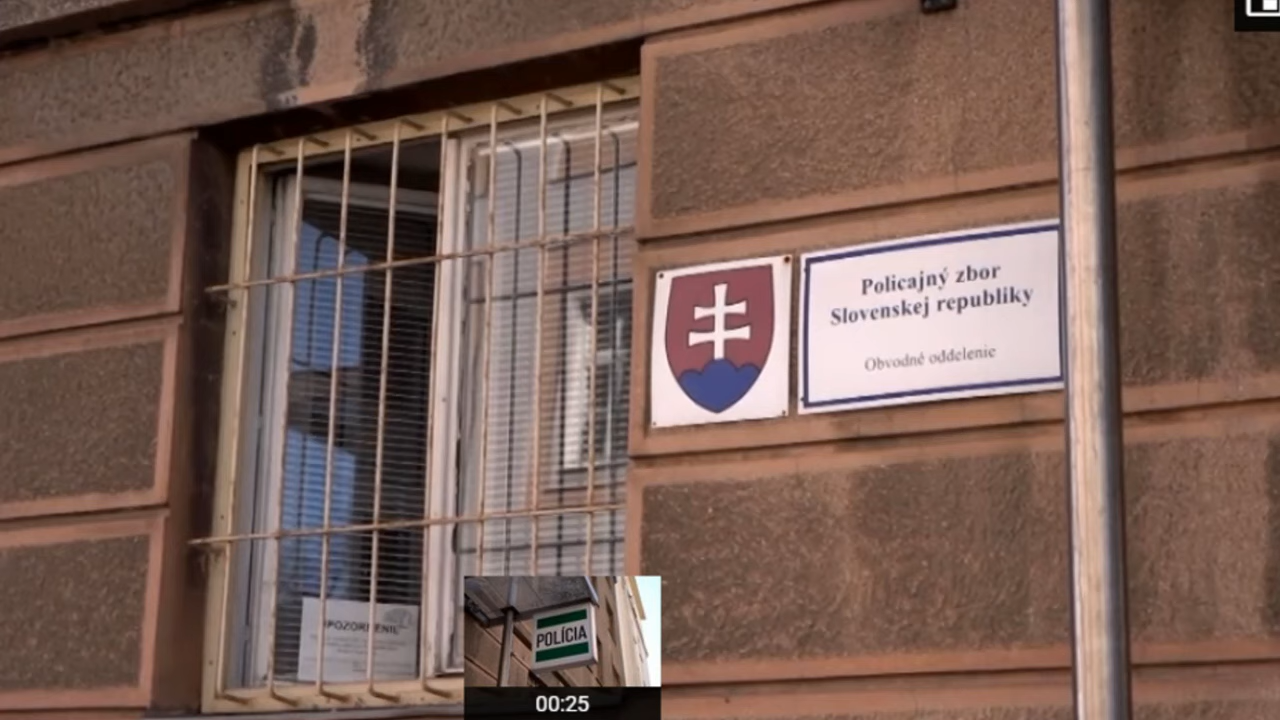 Policajný zbor
Slovenskej republiky
Obvodné oddelenie
POLÍCIA
00:25